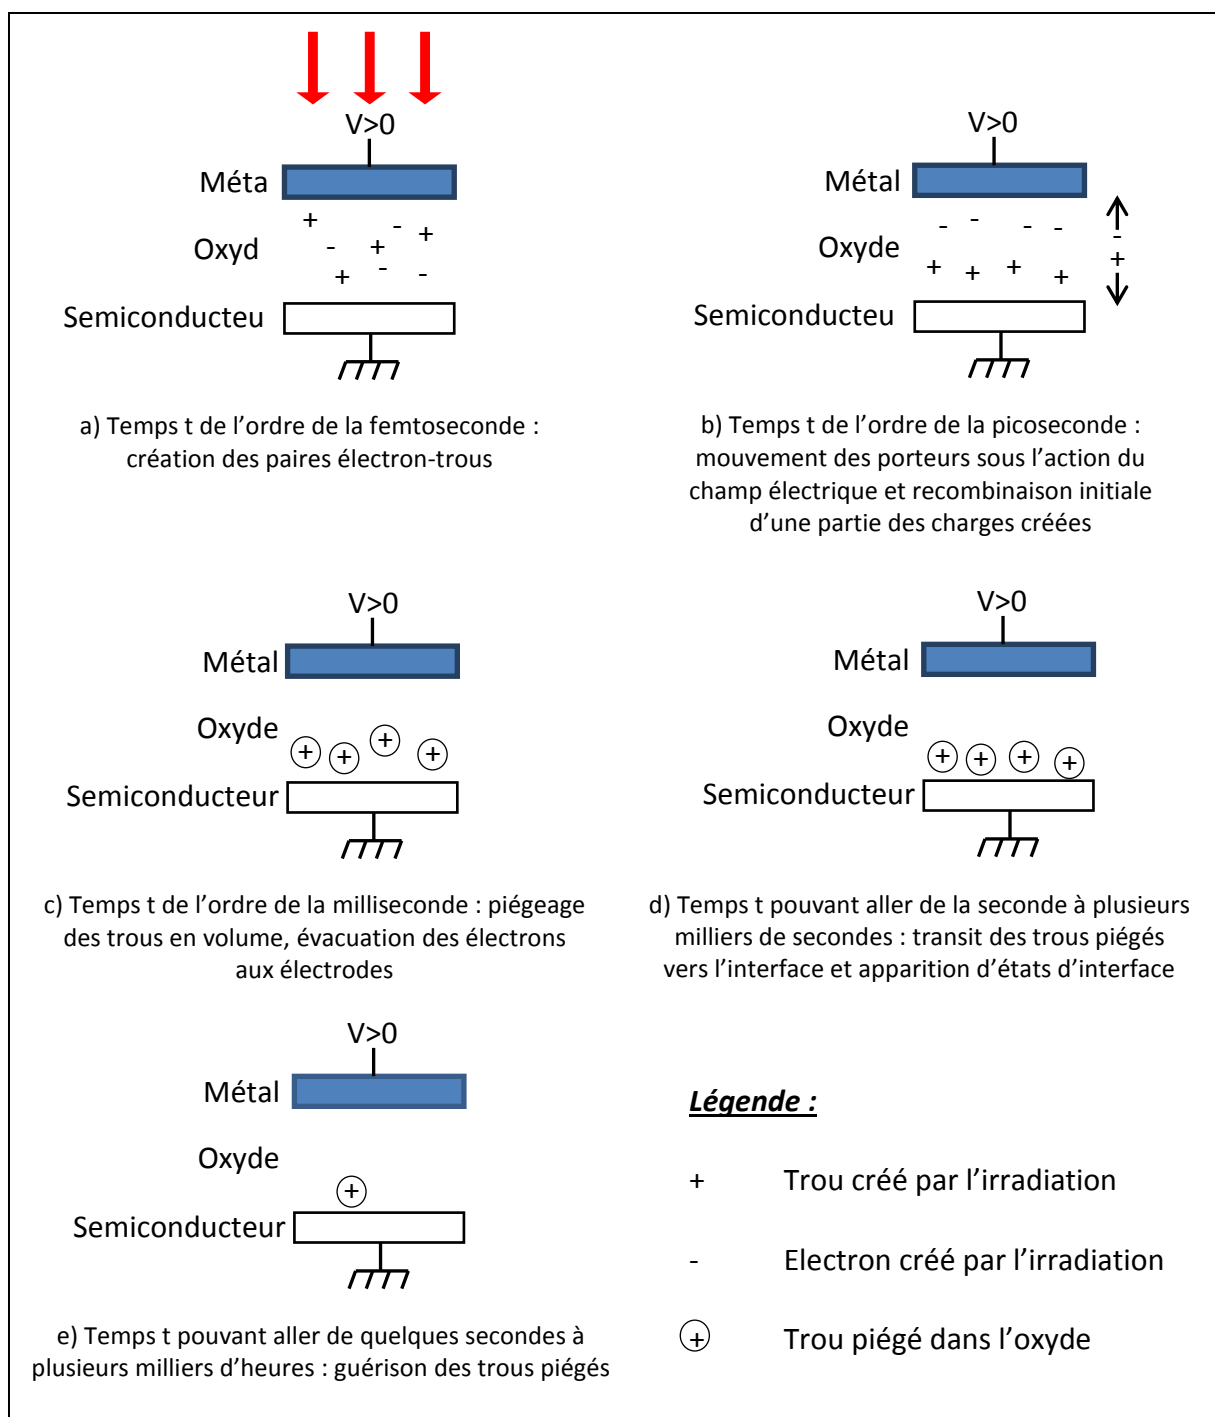 V>0
Méta
+ - +
- +
Oxyd
+ - -
Semiconducteu
a) Temps t de l’ordre de la femtoseconde :
création des paires électron-trous
V>0
Métal
- - - -
Oxyde
-
+
+ + + +
Semiconducteu
b) Temps t de l’ordre de la picoseconde :
mouvement des porteurs sous l’action du
champ électrique et recombinaison initiale
d’une partie des charges créées
V>0
Métal
Oxyde
+ + + +
Semiconducteur
c) Temps t de l’ordre de la milliseconde : piégeage
des trous en volume, évacuation des électrons
aux électrodes
V>0
Métal
Oxyde
+ + + +
Semiconducteur
d) Temps t pouvant aller de la seconde à plusieurs
milliers de secondes : transit des trous piégés
vers l’interface et apparition d’états d’interface
V>0
Métal
Oxyde
+
Semiconducteur
e) Temps t pouvant aller de quelques secondes à
plusieurs milliers d’heures : guérison des trous piégés
Légende :
+ Trou créé par l’irradiation
- Electron créé par l’irradiation
+ Trou piégé dans l’oxyde